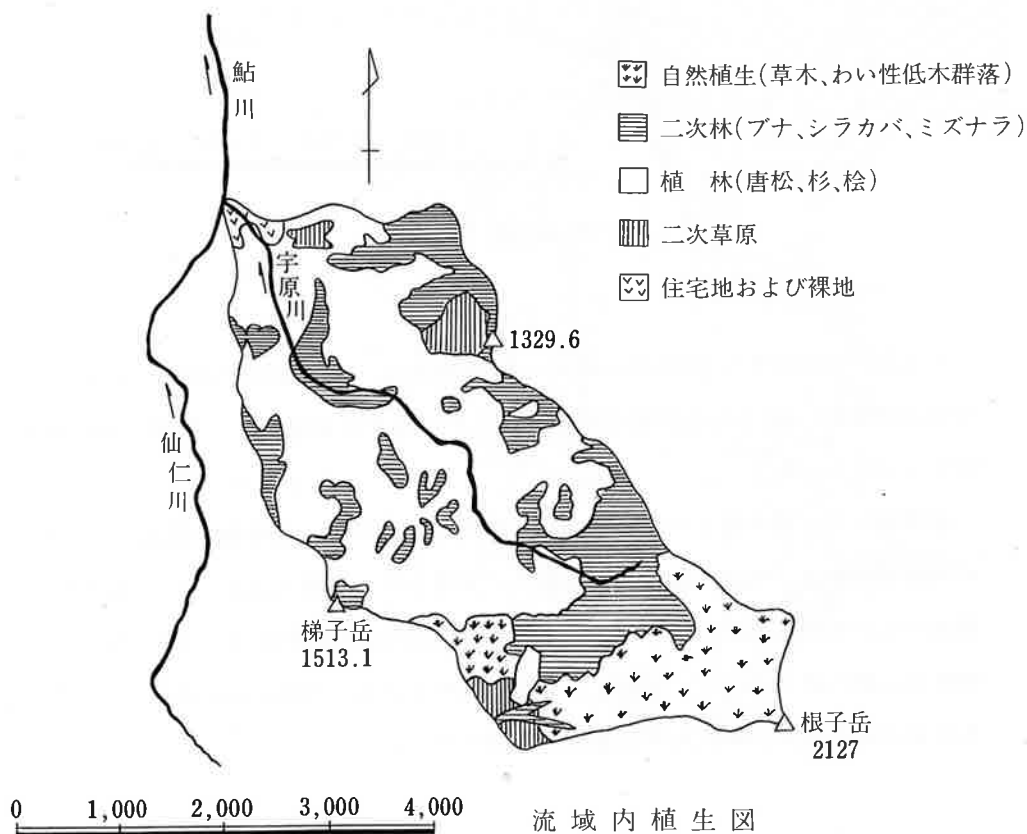 鮎川
自然植生(草木、わい性低木群落)
二次林(ブナ、シラカバ、ミズナラ)
植 林(唐松、杉、桧)
二次草原
住宅地および裸地
宇原川
1329.6
仙仁川
梯子岳
1513.1
根子岳
2127
0 1,000 2,000 3,000 4,000
流域内植生図